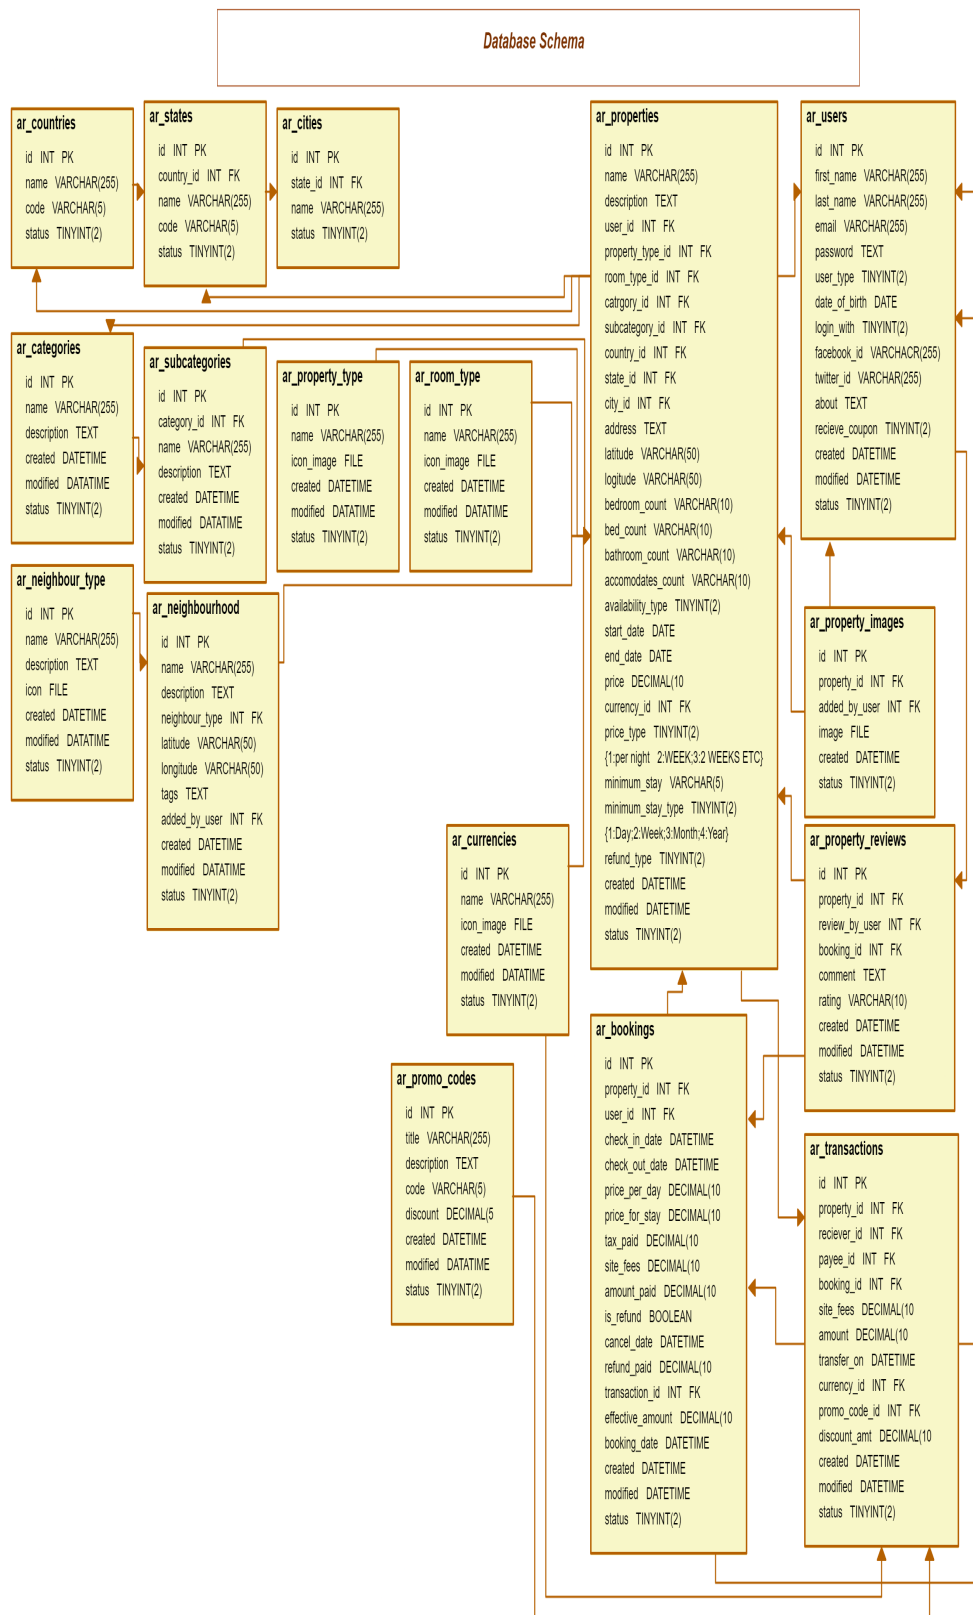 Database Schema
ar_countries
id INT PK
name VARCHAR(255)
code VARCHAR(5)
status TINYINT(2)
ar_states
id INT PK
country_id INT FK
name VARCHAR(255)
code VARCHAR(5)
status TINYINT(2)
ar_cities
id INT PK
state_id INT FK
name VARCHAR(255)
status TINYINT(2)
ar_properties
id INT PK
name VARCHAR(255)
description TEXT
user_id INT FK
property_type_id INT FK
room_type_id INT FK
catrgory_id INT FK
subcategory_id INT FK
country_id INT FK
state_id INT FK
city_id INT FK
address TEXT
latitude VARCHAR(50)
logitude VARCHAR(50)
bedroom_count VARCHAR(10)
bed_count VARCHAR(10)
bathroom_count VARCHAR(10)
accomodates_count VARCHAR(10)
availability_type TINYINT(2)
start_date DATE
end_date DATE
price DECIMAL(10
currency_id INT FK
price_type TINYINT(2)
{1:per night 2:WEEK;3:2 WEEKS ETC}
minimum_stay VARCHAR(5)
minimum_stay_type TINYINT(2)
{1:Day;2:Week;3:Month;4:Year}
refund_type TINYINT(2)
created DATETIME
modified DATETIME
status TINYINT(2)
ar_users
id INT PK
first_name VARCHAR(255)
last_name VARCHAR(255)
email VARCHAR(255)
password TEXT
user_type TINYINT(2)
date_of_birth DATE
login_with TINYINT(2)
facebook_id VARCHACR(255)
twitter_id VARCHAR(255)
about TEXT
recieve_coupon TINYINT(2)
created DATETIME
modified DATETIME
status TINYINT(2)
ar_categories
id INT PK
name VARCHAR(255)
description TEXT
created DATETIME
modified DATATIME
status TINYINT(2)
ar_subcategories
id INT PK
category_id INT FK
name VARCHAR(255)
description TEXT
created DATETIME
modified DATATIME
status TINYINT(2)
ar_property_type
id INT PK
name VARCHAR(255)
icon_image FILE
created DATETIME
modified DATATIME
status TINYINT(2)
ar_room_type
id INT PK
name VARCHAR(255)
icon_image FILE
created DATETIME
modified DATATIME
status TINYINT(2)
ar_neighbour_type
id INT PK
name VARCHAR(255)
description TEXT
icon FILE
created DATETIME
modified DATATIME
status TINYINT(2)
ar_neighbourhood
id INT PK
name VARCHAR(255)
description TEXT
neighbour_type INT FK
latitude VARCHAR(50)
longitude VARCHAR(50)
tags TEXT
added_by_user INT FK
created DATETIME
modified DATATIME
status TINYINT(2)
ar_property_images
id INT PK
property_id INT FK
added_by_user INT FK
image FILE
created DATETIME
status TINYINT(2)
ar_currencies
id INT PK
name VARCHAR(255)
icon_image FILE
created DATETIME
modified DATATIME
status TINYINT(2)
ar_property_reviews
id INT PK
property_id INT FK
review_by_user INT FK
booking_id INT FK
comment TEXT
rating VARCHAR(10)
created DATETIME
modified DATETIME
status TINYINT(2)
ar_promo_codes
id INT PK
title VARCHAR(255)
description TEXT
code VARCHAR(5)
discount DECIMAL(5
created DATETIME
modified DATATIME
status TINYINT(2)
ar_bookings
id INT PK
property_id INT FK
user_id INT FK
check_in_date DATETIME
check_out_date DATETIME
price_per_day DECIMAL(10
price_for_stay DECIMAL(10
tax_paid DECIMAL(10
site_fees DECIMAL(10
amount_paid DECIMAL(10
is_refund BOOLEAN
cancel_date DATETIME
refund_paid DECIMAL(10
transaction_id INT FK
effective_amount DECIMAL(10
booking_date DATETIME
created DATETIME
modified DATETIME
status TINYINT(2)
ar_transactions
id INT PK
property_id INT FK
reciever_id INT FK
payee_id INT FK
booking_id INT FK
site_fees DECIMAL(10
amount DECIMAL(10
transfer_on DATETIME
currency_id INT FK
promo_code_id INT FK
discount_amt DECIMAL(10
created DATETIME
modified DATETIME
status TINYINT(2)